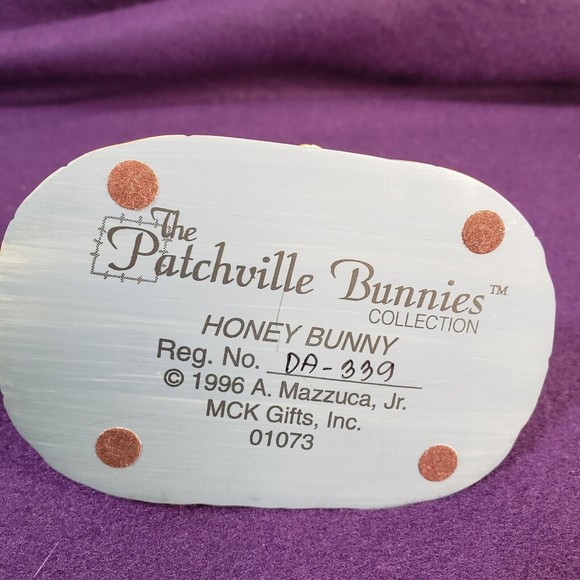 The
Patchville Bunnies™
COLLECTION
HONEY BUNNY
Reg. No. DA-339
© 1996 A. Mazzuca, Jr.
MCK Gifts, Inc.
01073